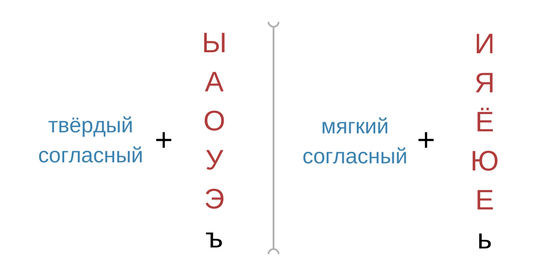 твёрдый
согласный
+
Ы
А
О
У
Э
ъ
мягкий
согласный
+
И
Я
Ё
Ю
Е
ь